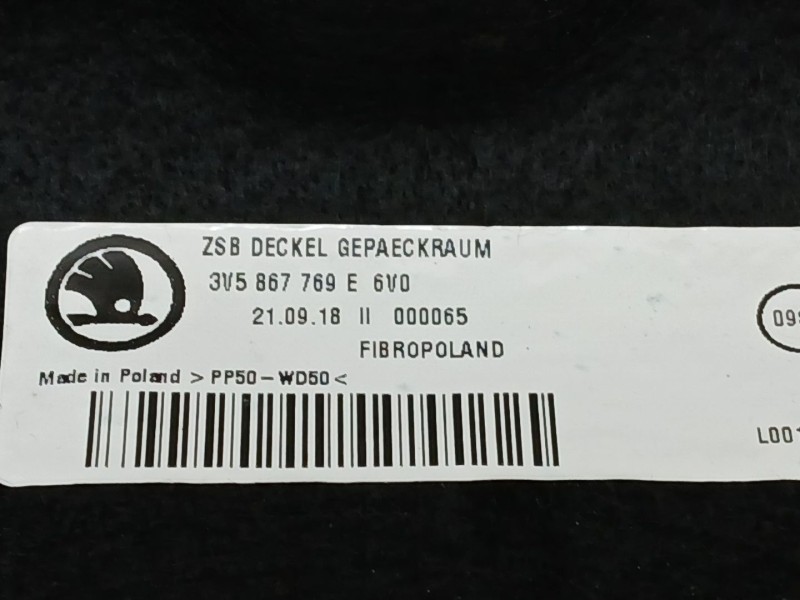 ZSB DECKEL GEPAECKRAUM
3V5 867 769 E 6V0
21.09.18 II 000065
FIBROPOLAND
Made in Poland > PP50-WD50<